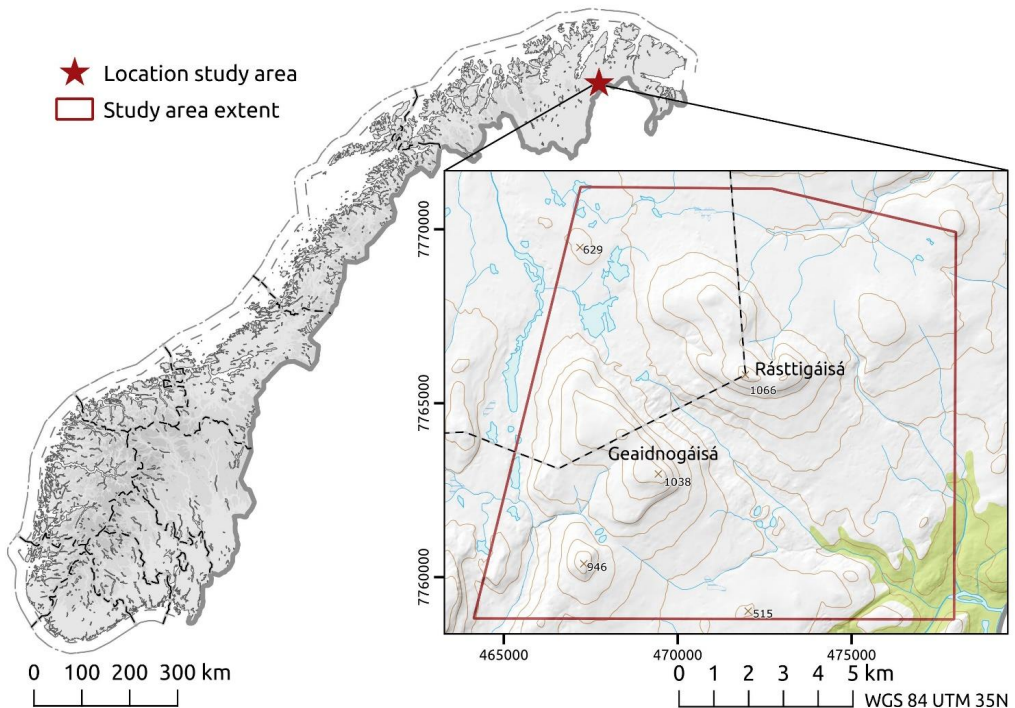 Location study area
Study area extent
7770000
7765000
7760000
629
Rásttigáisá
1066
Geaidnogáisá
1038
946
515
465000
470000
475000
0 100 200 300 km
0 1 2 3 4 5 km
WGS 84 UTM 35N